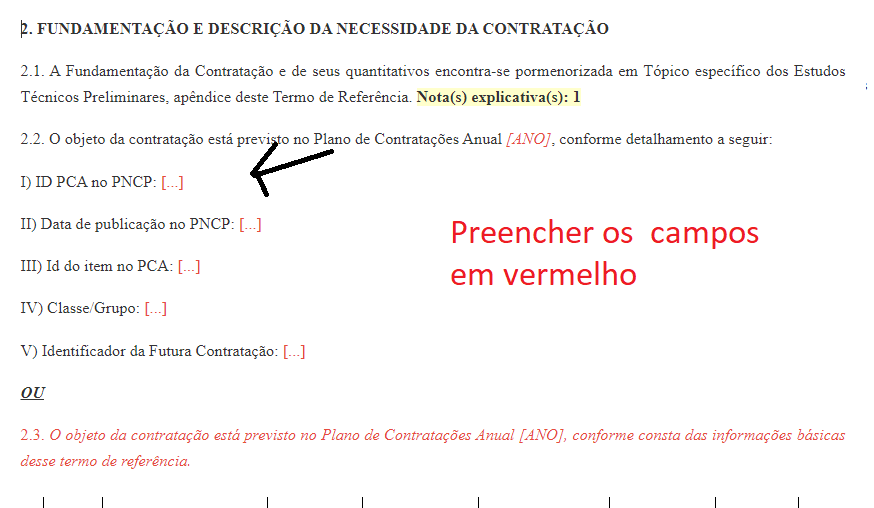 2. FUNDAMENTAÇÃO E DESCRIÇÃO DA NECESSIDADE DA CONTRATAÇÃO
2.1. A Fundamentação da Contratação e de seus quantitativos encontra-se pormenorizada em Tópico específico dos Estudos
Técnicos Preliminares, apêndice deste Termo de Referência. Nota(s) explicativa(s): 1
2.2. O objeto da contratação está previsto no Plano de Contratações Anual [ANO], conforme detalhamento a seguir:
I) ID PCA no PNCP: [...]
II) Data de publicação no PNCP: [...]
III) Id do item no PCA: [...]
IV) Classe/Grupo: [...]
V) Identificador da Futura Contratação: [...]
Preencher os campos
em vermelho
OU
2.3. O objeto da contratação está previsto no Plano de Contratações Anual [ANO], conforme consta das informações básicas
desse termo de referência.